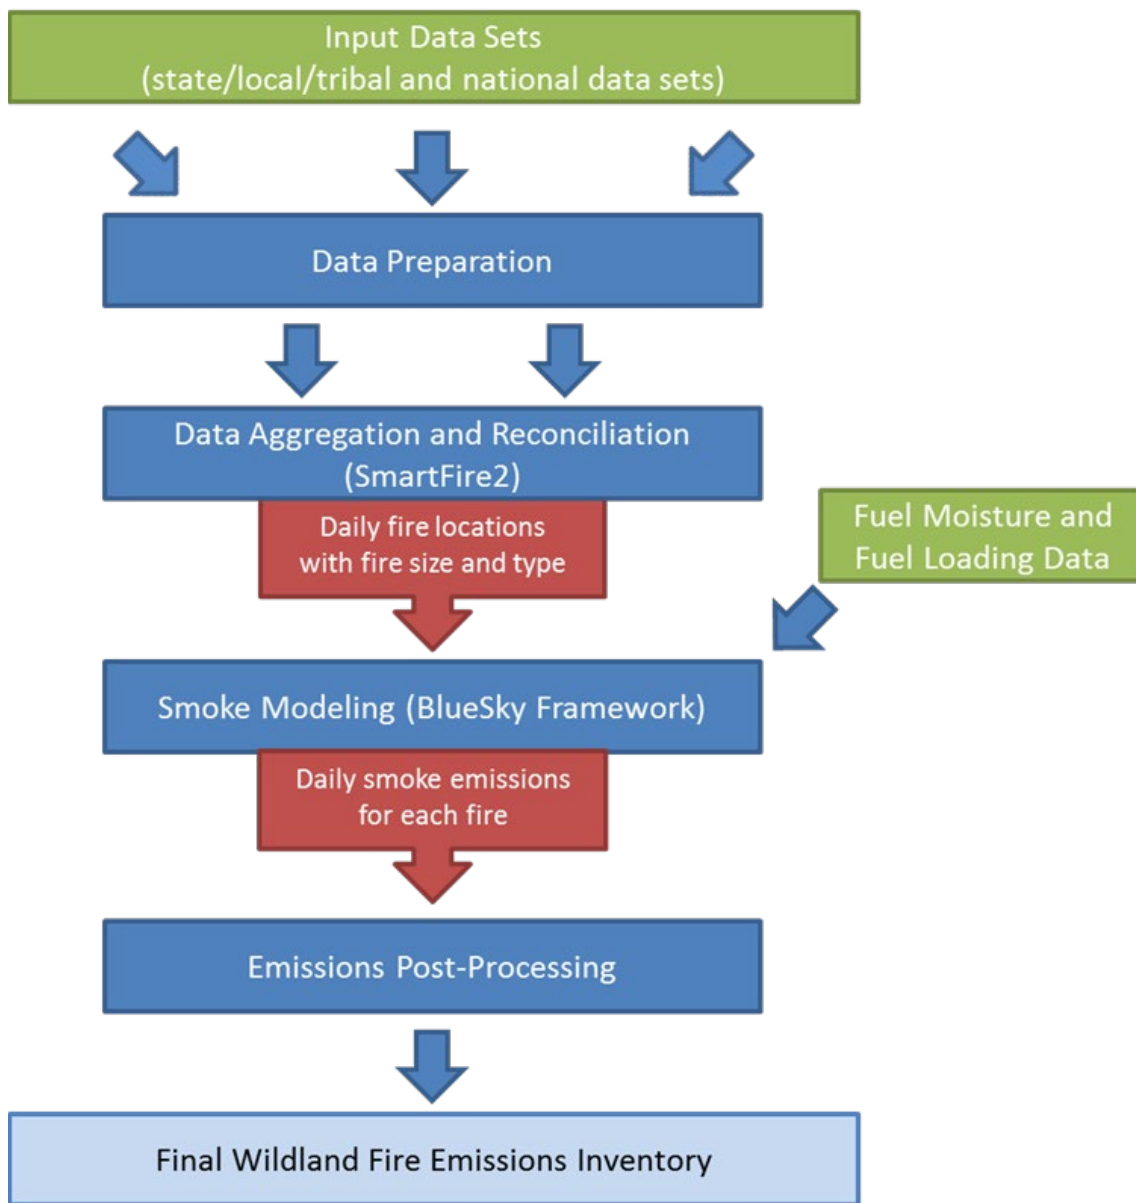 Input Data Sets
(state/local/tribal and national data sets)
Data Preparation
Data Aggregation and Reconciliation
(SmartFire2)
Daily fire locations
with fire size and type
Fuel Moisture and
Fuel Loading Data
Smoke Modeling (BlueSky Framework)
Daily smoke emissions
for each fire
Emissions Post-Processing
Final Wildland Fire Emissions Inventory